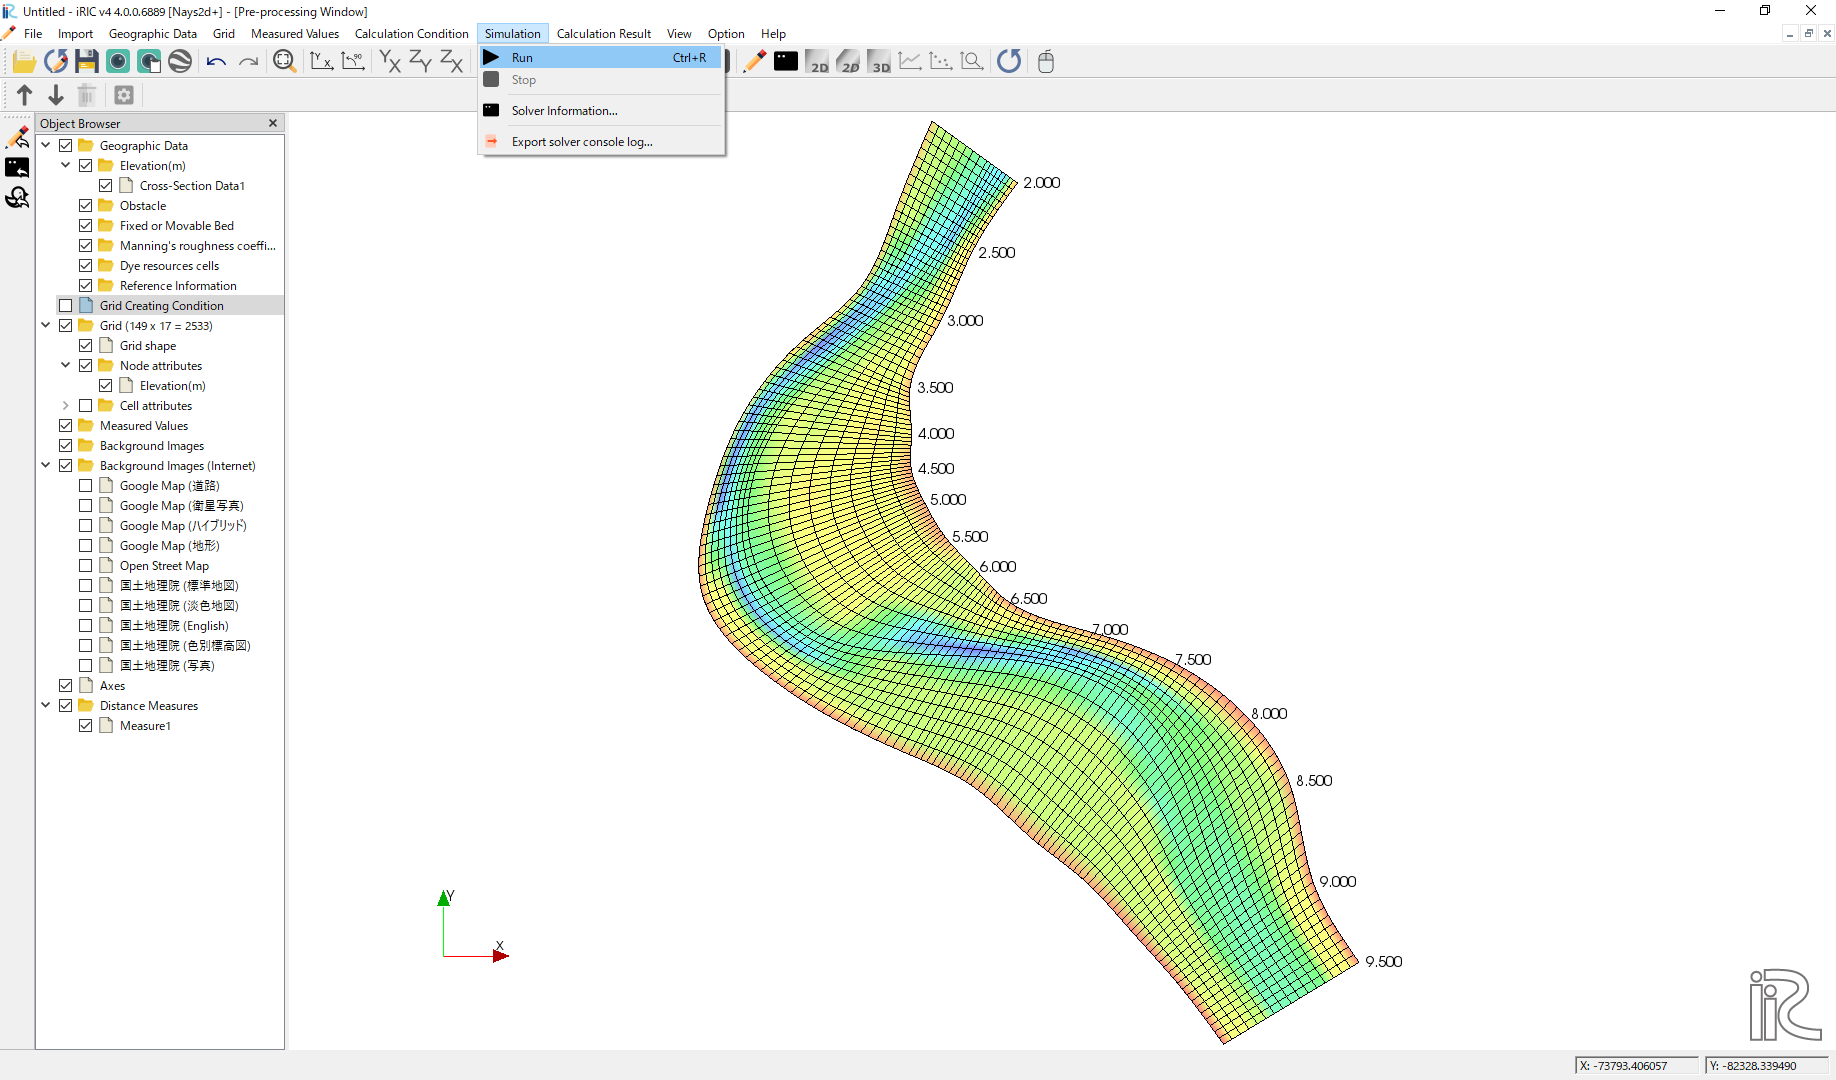 Untitled - iRIC v4 4.0.0.6889 [Nays2d+] - [Pre-processing Window]
File Import Geographic Data Grid Measured Values Calculation Condition Simulation Calculation Result View Option Help
Run Ctrl+R
Stop
Solver Information...
Export solver console log...
Object Browser
Geographic Data
Elevation(m)
Cross-Section Data1
Obstacle
Fixed or Movable Bed
Manning's roughness coeffi...
Dye resources cells
Reference Information
Grid Creating Condition
Grid (149 x 17 = 2533)
Grid shape
Node attributes
Elevation(m)
Cell attributes
Measured Values
Background Images
Background Images (Internet)
Google Map (道路)
Google Map (衛星写真)
Google Map (ハイブリッド)
Google Map (地形)
Open Street Map
国土地理院 (標準地図)
国土地理院 (淡色地図)
国土地理院 (English)
国土地理院 (色別標高図)
国土地理院 (写真)
Axes
Distance Measures
Measure1
2.000
2.500
3.000
3.500
4.000
4.500
5.000
5.500
6.000
6.500
7.000
7.500
8.000
8.500
9.000
9.500
Y
X
iRIC
X: -73793.406057
Y: -82328.339490